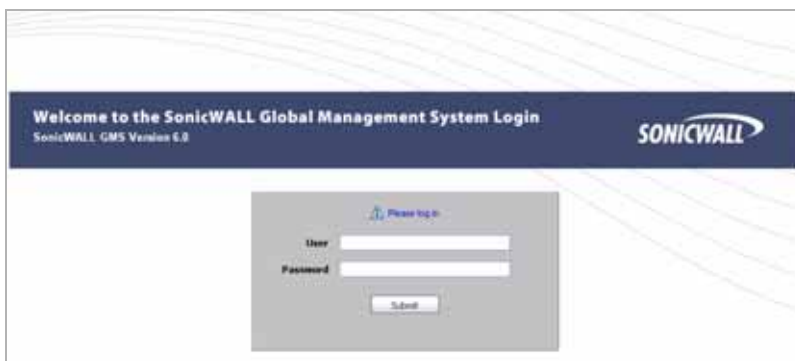 Welcome to the SonicWALL Global Management System Login
SonicWALL GMS Version 6.0
SONICWALL
Please log in
User
Password
Submit